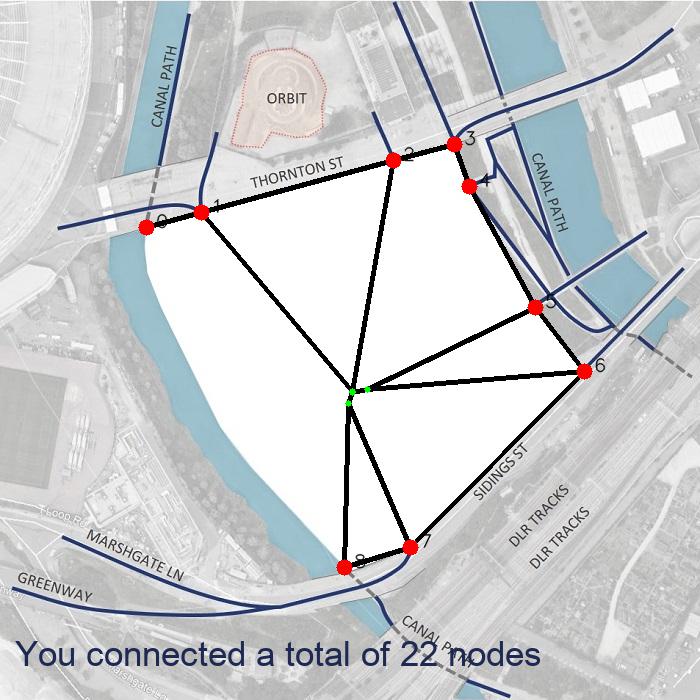 CANAL PATH
ORBIT
3
2
THORNTON ST
4
CANAL PATH
1
0
5
6
SIDINGS ST
DLR TRACKS
DLR TRACKS
7
8
MARSHGATE LN
GREENWAY
CANAL PATH
You connected a total of 22 nodes